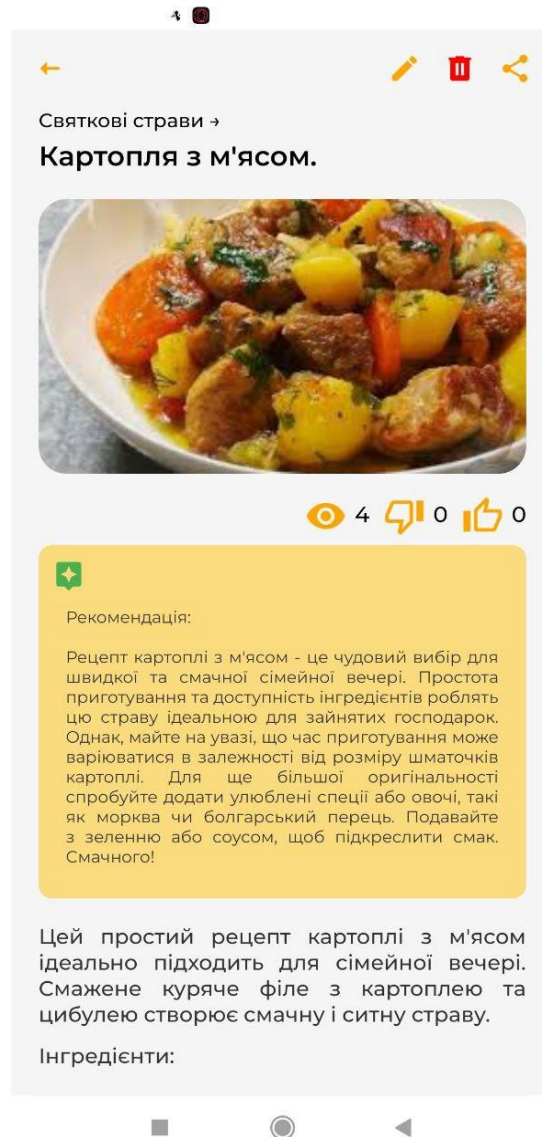 Святкові страви →
Картопля з м'ясом.
4 0 0
Рекомендація:
Рецепт картоплі з м'ясом - це чудовий вибір для
швидкої та смачної сімейної вечері. Простота
приготування та доступність інгредієнтів роблять
цю страву ідеальною для зайнятих господарок.
Однак, майте на увазі, що час приготування може
варіюватися в залежності від розміру шматочків
картоплі. Для ще більшої оригінальності
спробуйте додати улюблені спеції або овочі, такі
як морква чи болгарський перець. Подавайте
з зеленню або соусом, щоб підкреслити смак.
Смачного!
Цей простий рецепт картоплі з м'ясом
ідеально підходить для сімейної вечері.
Смажене куряче філе з картоплею та
цибулею створює смачну і ситну страву.
Інгредієнти: